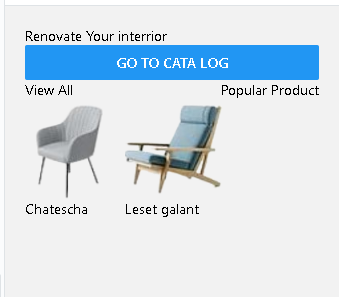 Renovate Your interrior
GO TO CATA LOG
View All Popular Product
Chatescha Leset galant